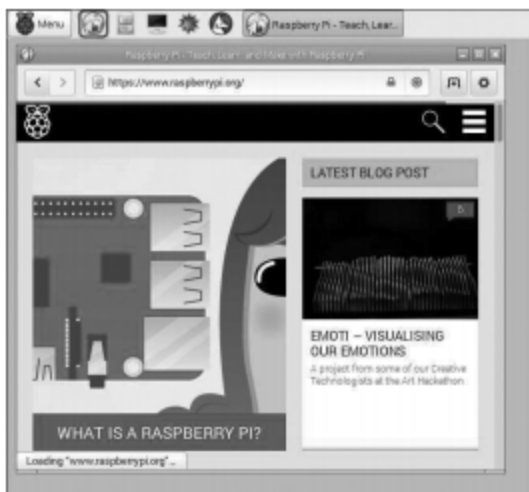 Menu
Raspberry Pi - Teach, Lear...
Raspberry Pi - Teach, Learn, and Make with Raspberry Pi
https://www.raspberrypi.org/
LATEST BLOG POST
5
EMOTI – VISUALISING
OUR EMOTIONS
A project from some of our Creative
Technologists at the Art Hackathon
WHAT IS A RASPBERRY PI?
Loading "www.raspberrypi.org"...